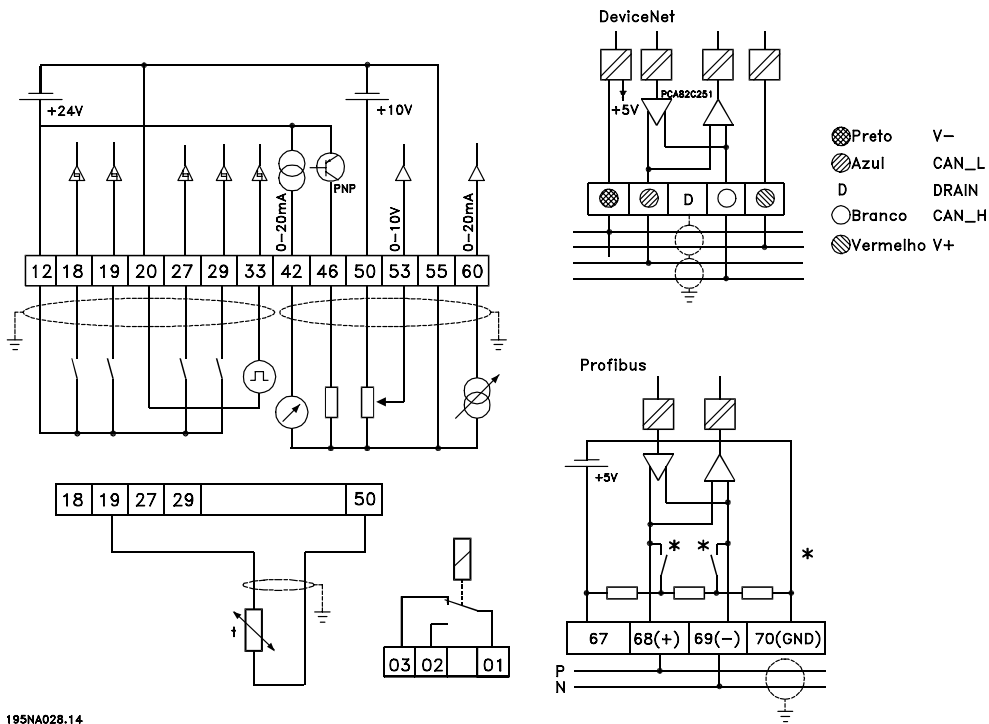 DeviceNet
+24V
+10V
+5V
PCA82C251
PNP
0-20mA
0-10V
0-20mA
Preto V-
Azul CAN_L
D DRAIN
Branco CAN_H
Vermelho V+
D
12 18 19 20 27 29 33 42 46 50 53 55 60
Profibus
+5V
* * *
18 19 27 29 50
t
67 68(+) 69(-) 70(GND)
03 02 01
P
N
195NA028.14